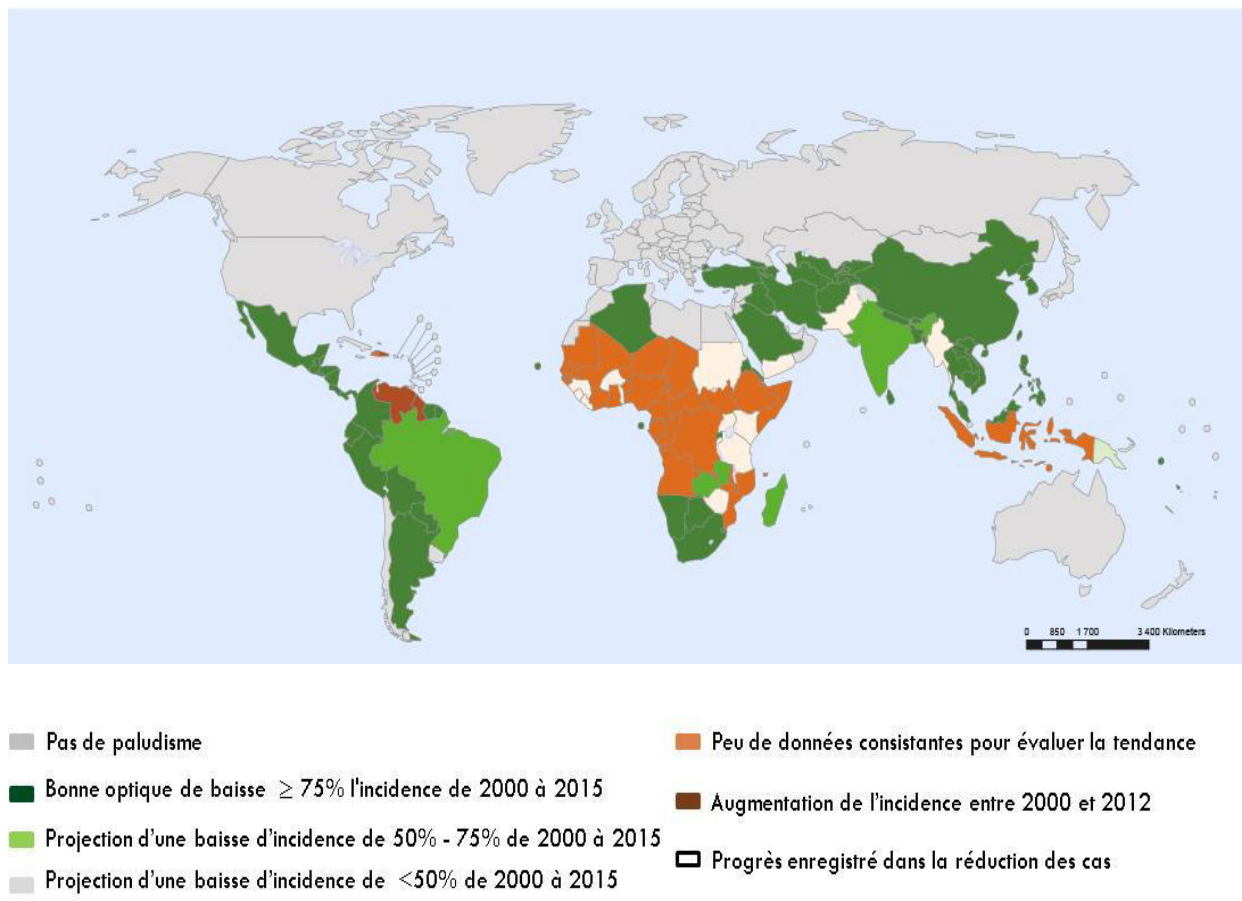 0 850 1 700 3 400 Kilometers
Pas de paludisme
Bonne optique de baisse ≥ 75% l'incidence de 2000 à 2015
Projection d'une baisse d'incidence de 50% - 75% de 2000 à 2015
Projection d'une baisse d'incidence de <50% de 2000 à 2015
Peu de données consistantes pour évaluer la tendance
Augmentation de l'incidence entre 2000 et 2012
Progrès enregistré dans la réduction des cas